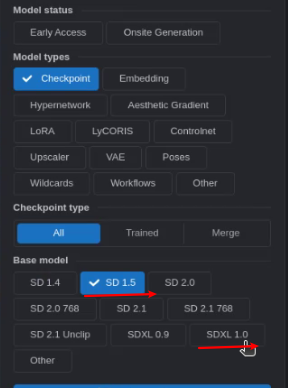 Model status
Early Access Onsite Generation
Model types
Checkpoint Embedding
Hypernetwork Aesthetic Gradient
LoRA LyCORIS Controlnet
Upscaler VAE Poses
Wildcards Workflows Other
Checkpoint type
All Trained Merge
Base model
SD 1.4 SD 1.5 SD 2.0
SD 2.0 768 SD 2.1 SD 2.1 768
SD 2.1 Unclip SDXL 0.9 SDXL 1.0
Other